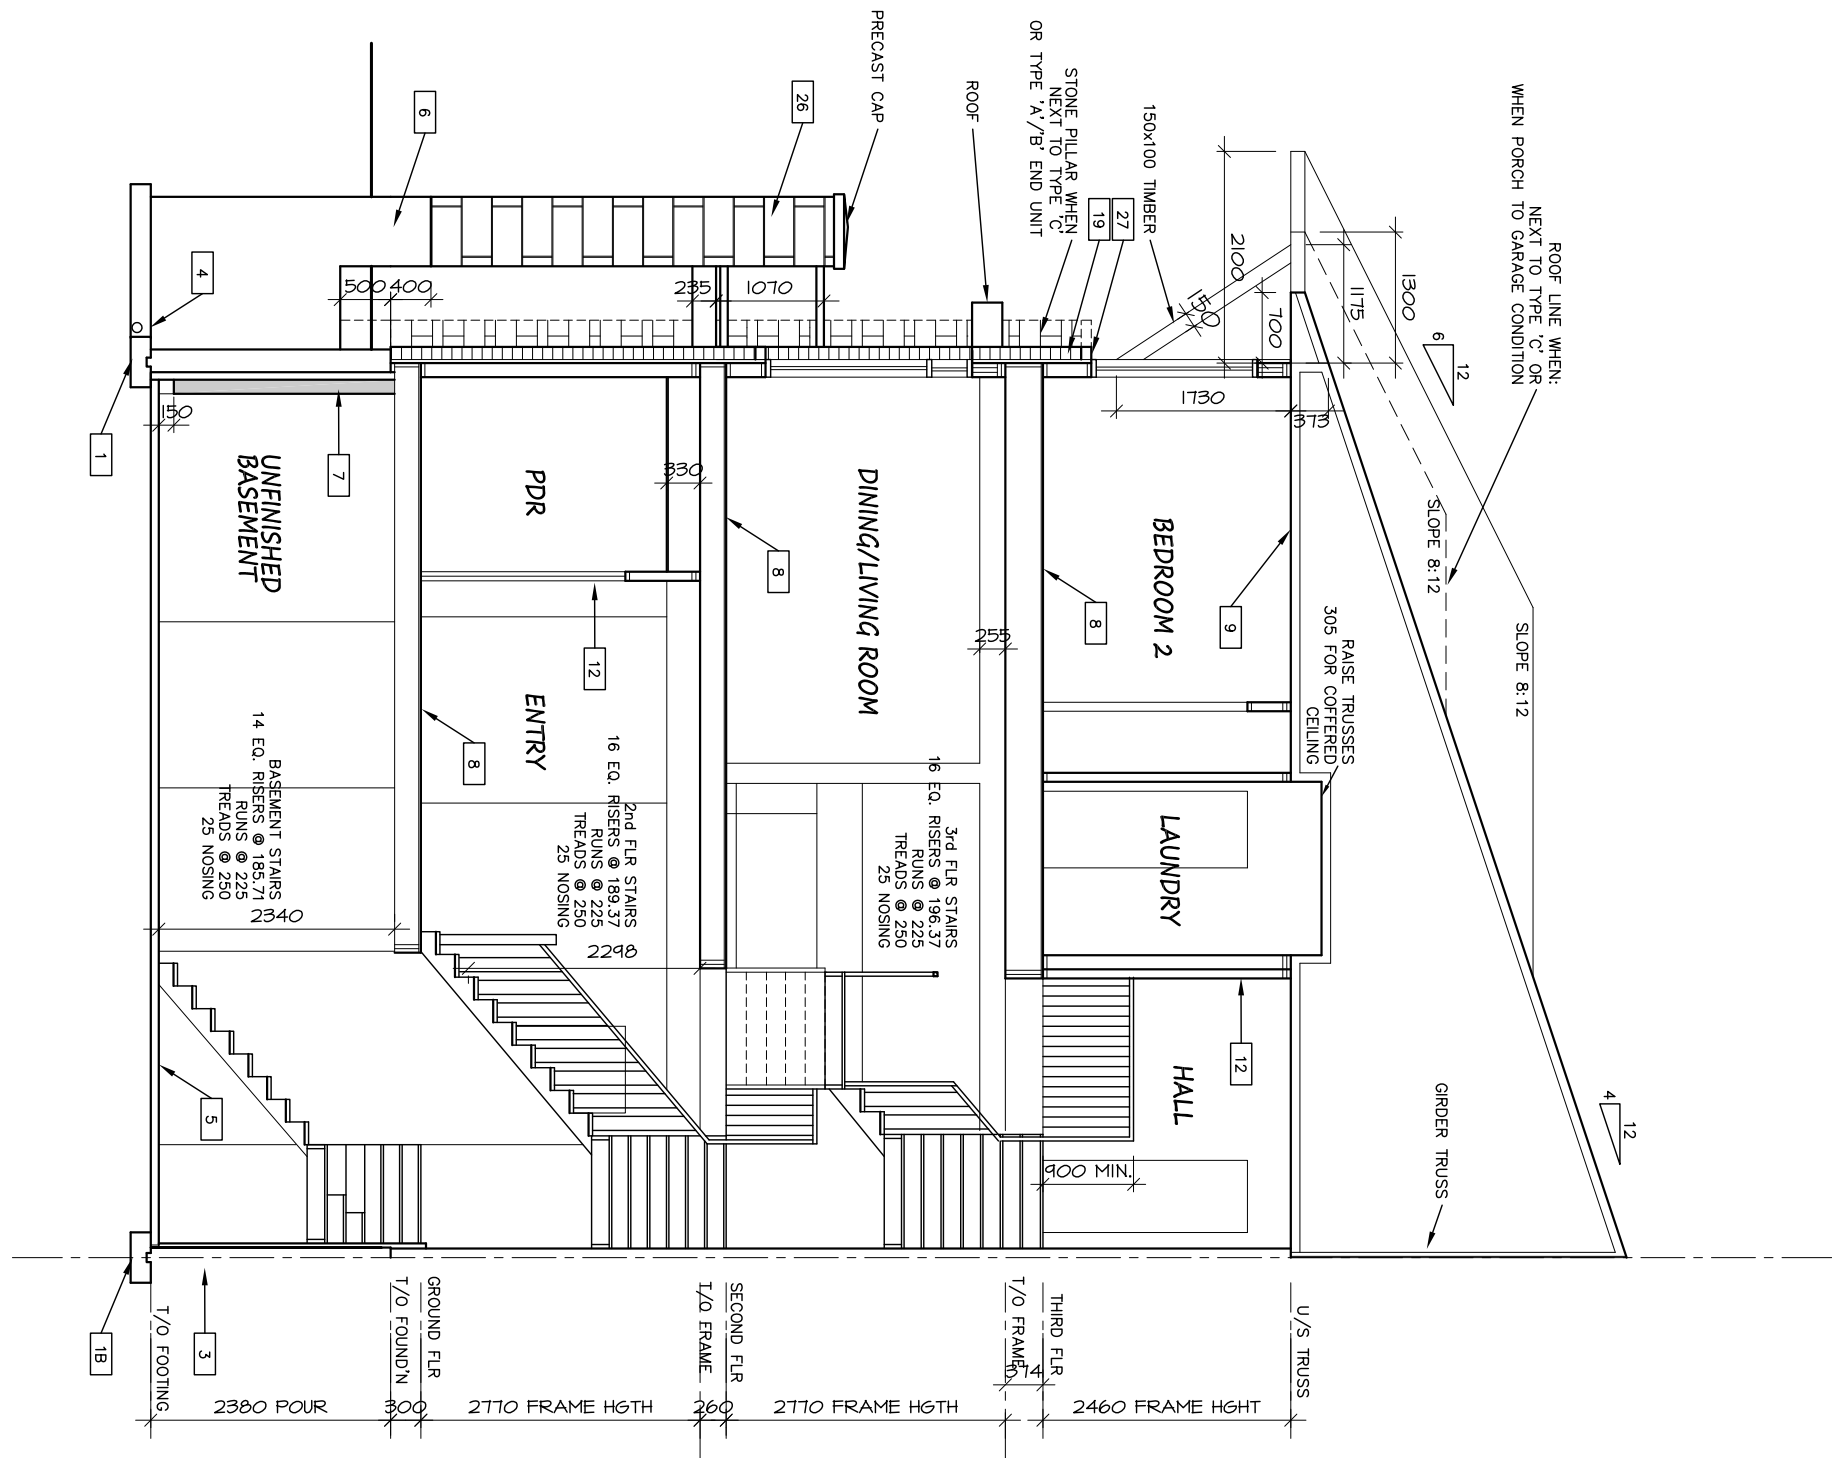 WHEN PORCH TO GARAGE CONDITION
NEXT TO TYPE 'C' OR
ROOF LINE WHEN:
PRECAST CAP
ROOF
OR TYPE 'A'/'B' END UNIT
NEXT TO TYPE 'C'
STONE PILLAR WHEN
150x100 TIMBER
26
6
4
1
7
19
27
500
400
235
1070
2100
150
700
1175
1300
6
12
1730
373
150
330
255
UNFINISHED
BASEMENT
PDR
ENTRY
DINING/LIVING ROOM
BEDROOM 2
LAUNDRY
HALL
8
8
8
9
12
12
5
3
1B
SLOPE 8:12
SLOPE 8:12
RAISE TRUSSES
305 FOR COFFERED
CEILING
BASEMENT STAIRS
14 EQ. RISERS @ 185.71
RUNS @ 225
TREADS @ 250
25 NOSING
2340
2nd FLR STAIRS
16 EQ. RISERS @ 189.37
RUNS @ 225
TREADS @ 250
25 NOSING
2298
3rd FLR STAIRS
16 EQ. RISERS @ 196.37
RUNS @ 225
TREADS @ 250
25 NOSING
900 MIN.
GIRDER TRUSS
4
12
T/O FOOTING
T/O FOUND'N
GROUND FLR
T/O FRAME
SECOND FLR
T/O FRAME
THIRD FLR
U/S TRUSS
374
2380 POUR
300
2770 FRAME HGTH
260
2770 FRAME HGTH
2460 FRAME HGHT